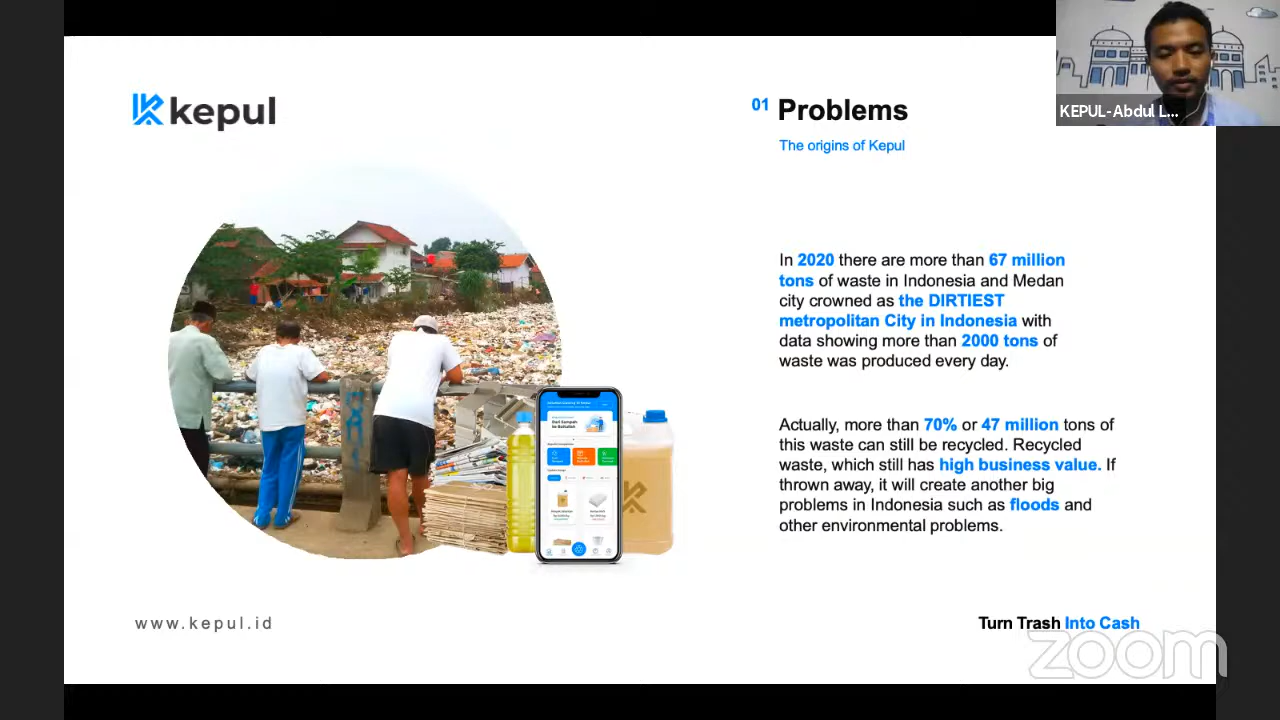 kepul
01 Problems
The origins of Kepul
KEPUL-Abdul L...
In 2020 there are more than 67 million
tons of waste in Indonesia and Medan
city crowned as the DIRTIEST
metropolitan City in Indonesia with
data showing more than 2000 tons of
waste was produced every day.
Actually, more than 70% or 47 million tons of
this waste can still be recycled. Recycled
waste, which still has high business value. If
thrown away, it will create another big
problems in Indonesia such as floods and
other environmental problems.
www.kepul.id
Turn Trash Into Cash
zoom